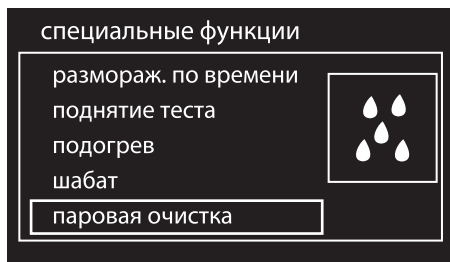 специальные функции
размораж. по времени
поднятие теста
подогрев
шабат
паровая очистка